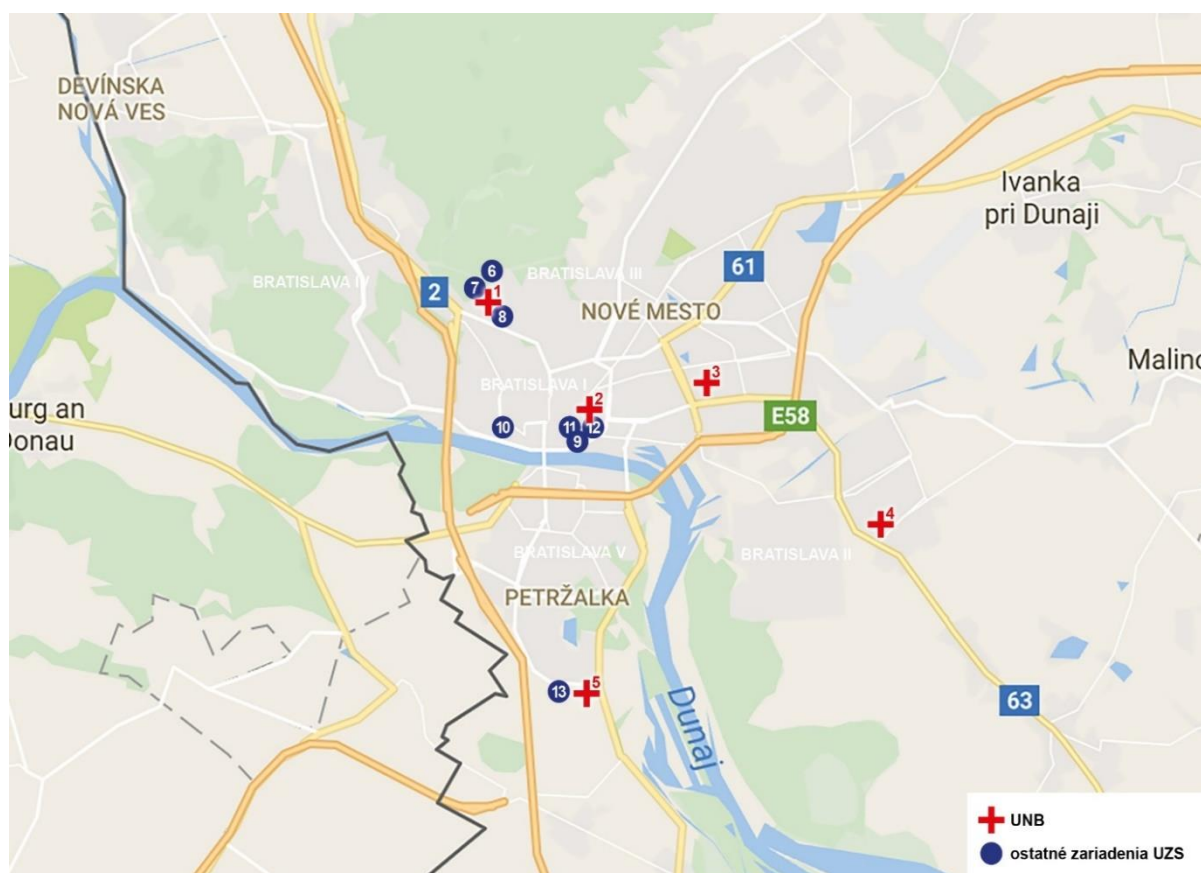 DEVÍNSKA
NOVÁ VES
Ivanka
pri Dunaji
6
BRATISLAVA III
61
7
BRATISLAVA IV
2
1
8
NOVÉ MESTO
Malino
3
BRATISLAVA I
2
urg an
Donau
E58
10
11
12
9
4
BRATISLAVA V
BRATISLAVA II
PETRŽALKA
13
5
63
Dunaj
UNB
ostatné zariadenia UZS